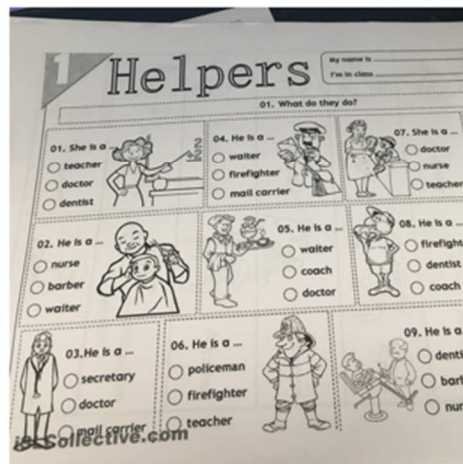 1
Helpers
My name is
I'm in class
01. What do they do?
01. She is a ...
teacher
doctor
dentist
04. He is a ...
waiter
firefighter
mail carrier
07. She is a ...
doctor
nurse
teacher
02. He is a ...
nurse
barber
waiter
05. He is a ...
waiter
coach
doctor
08. He is a ...
firefight
dentist
coach
03.He is a ...
secretary
doctor
mail carrier
06. He is a ...
policeman
firefighter
teacher
09. He is a
denti
bar
nur
iSLCollective.com